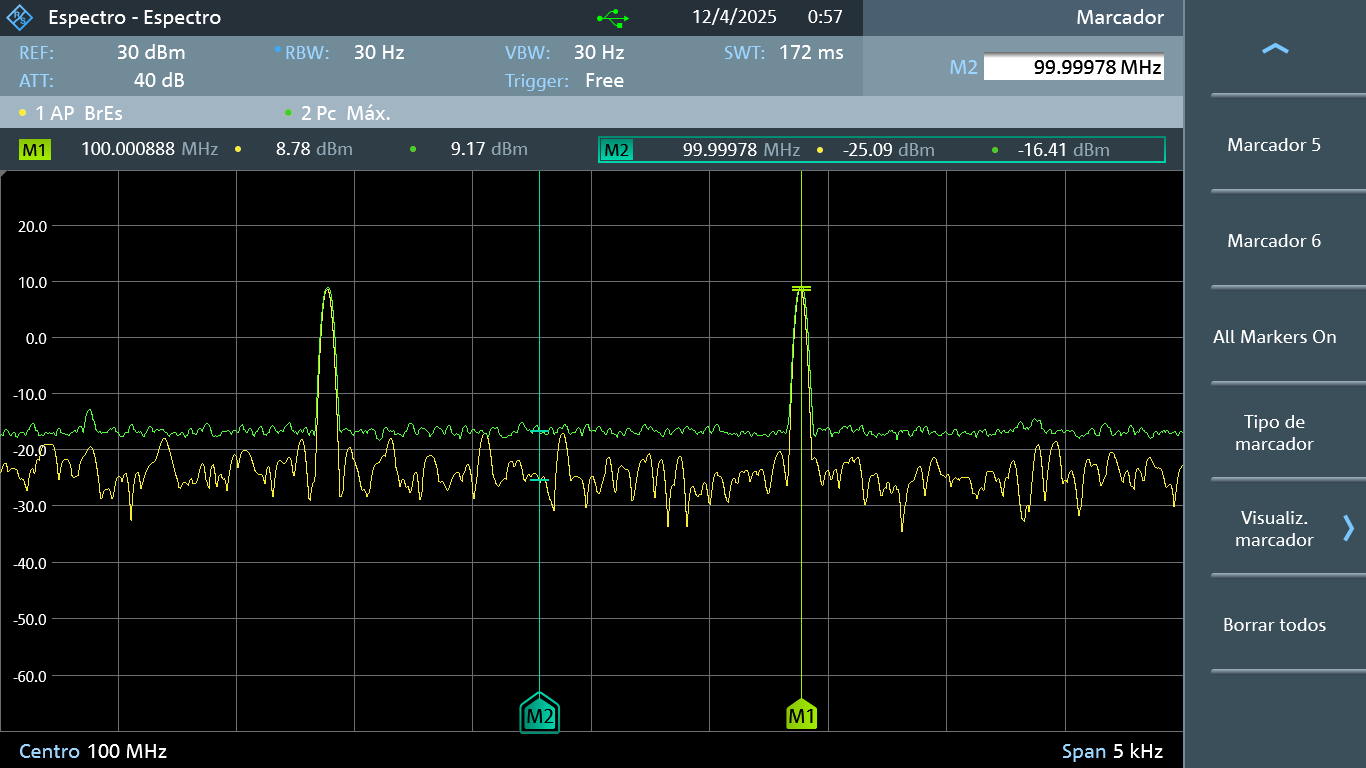 Espectro - Espectro 12/4/2025 0:57 Marcador
REF: 30 dBm RBW: 30 Hz VBW: 30 Hz SWT: 172 ms
M2 99.99978 MHz
ATT: 40 dB Trigger: Free
1 AP BrEs 2 Pc Máx.
M1 100.000888 MHz 8.78 dBm 9.17 dBm M2 99.99978 MHz -25.09 dBm -16.41 dBm
20.0
10.0
0.0
-10.0
-20.0
-30.0
-40.0
-50.0
-60.0
M2 M1
Centro 100 MHz Span 5 kHz
Marcador 5
Marcador 6
All Markers On
Tipo de
marcador
Visualiz.
marcador
Borrar todos